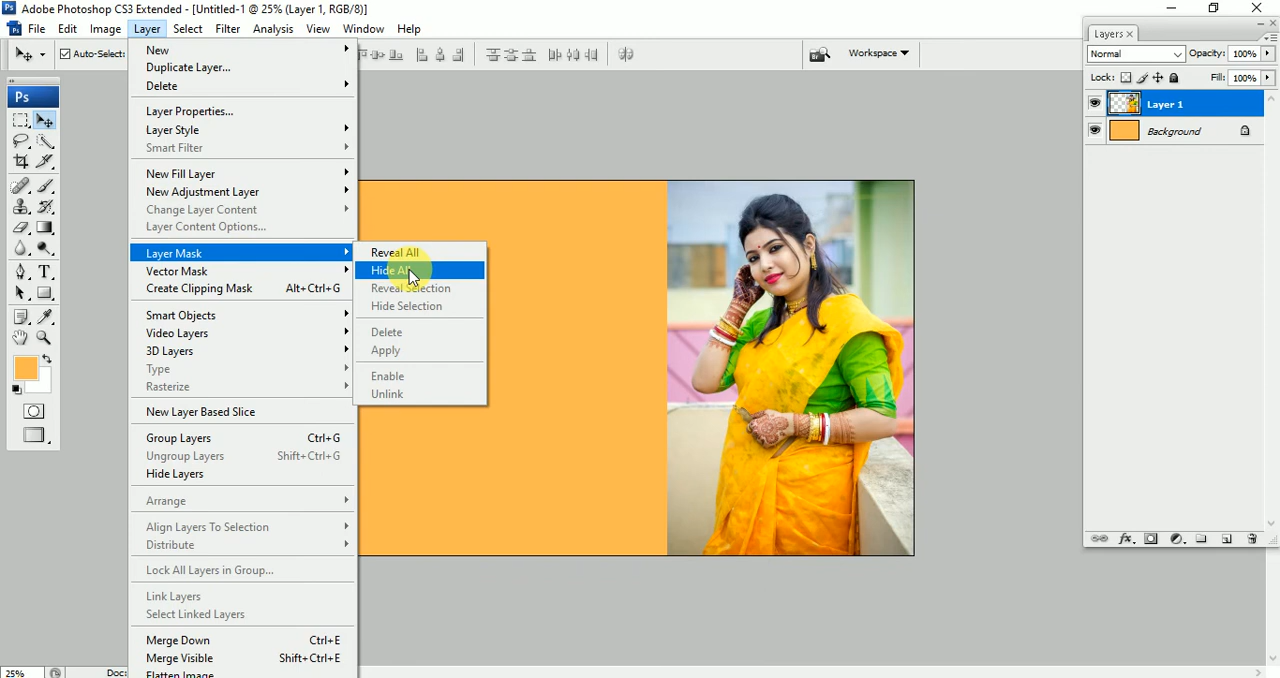 Adobe Photoshop CS3 Extended - [Untitled-1 @ 25% (Layer 1, RGB/8)]
File Edit Image Layer Select Filter Analysis View Window Help
Auto-Select:
Workspace
Ps
New
Duplicate Layer...
Delete
Layer Properties...
Layer Style
Smart Filter
New Fill Layer
New Adjustment Layer
Change Layer Content
Layer Content Options...
Layer Mask
Vector Mask
Create Clipping Mask Alt+Ctrl+G
Smart Objects
Video Layers
3D Layers
Type
Rasterize
New Layer Based Slice
Group Layers Ctrl+G
Ungroup Layers Shift+Ctrl+G
Hide Layers
Arrange
Align Layers To Selection
Distribute
Lock All Layers in Group...
Link Layers
Select Linked Layers
Merge Down Ctrl+E
Merge Visible Shift+Ctrl+E
Flatten Image
Reveal All
Hide All
Reveal Selection
Hide Selection
Delete
Apply
Enable
Unlink
Layers
Normal Opacity: 100%
Lock: Fill: 100%
Layer 1
Background
25% Doc: